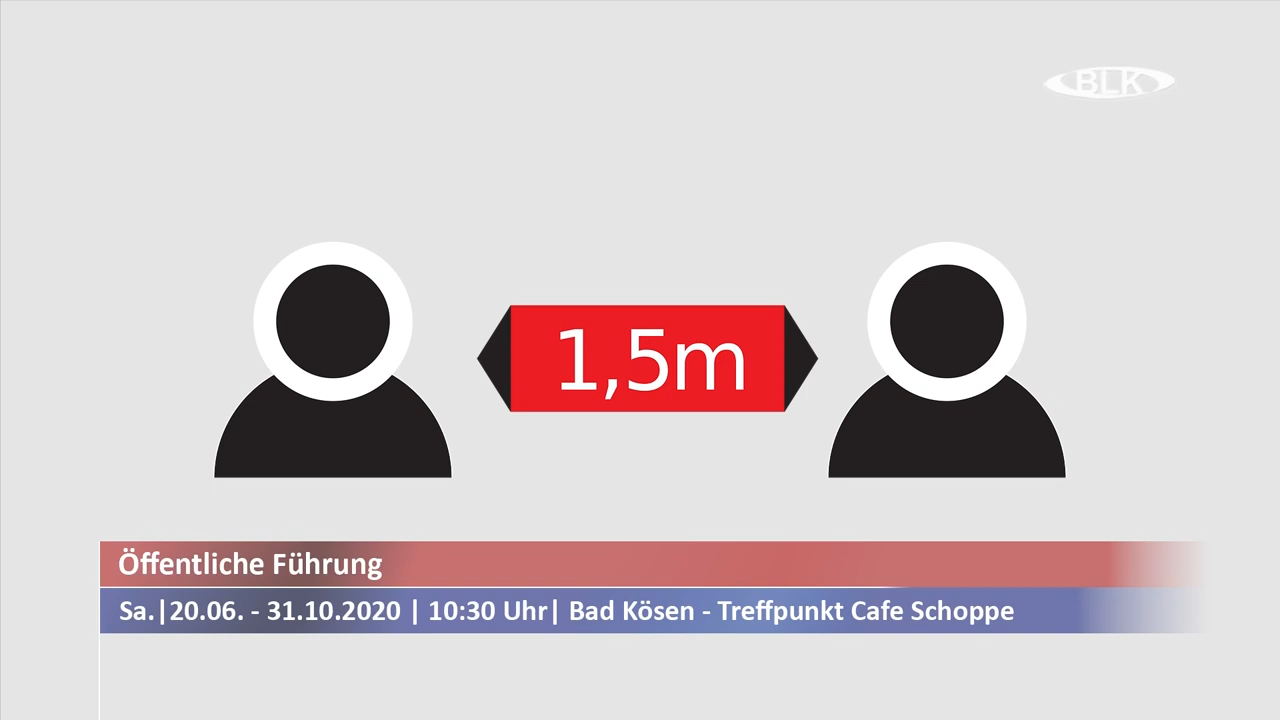 BLK
1,5m
Öffentliche Führung
Sa.|20.06. - 31.10.2020 | 10:30 Uhr| Bad Kösen - Treffpunkt Cafe Schoppe